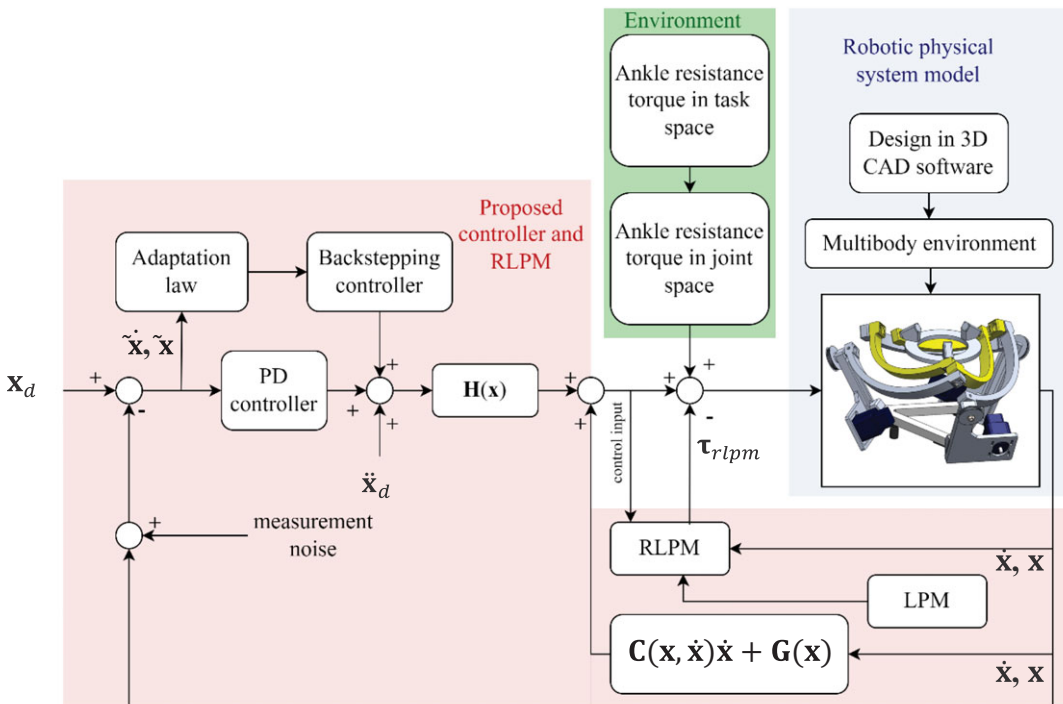 Environment
Ankle resistance
torque in task
space
Robotic physical
system model
Design in 3D
CAD software
Proposed
controller and
RLPM
Ankle resistance
torque in joint
space
Multibody environment
Adaptation
law
Backstepping
controller
x̃̇, x̃
𝐱_d
+
-
PD
controller
+
+
+
H(x)
+
+
control input
+
+
-
τ_rlpm
ẍ_d
+
measurement
noise
RLPM
ẋ, x
LPM
C(x, ẋ)ẋ + G(x)
ẋ, x